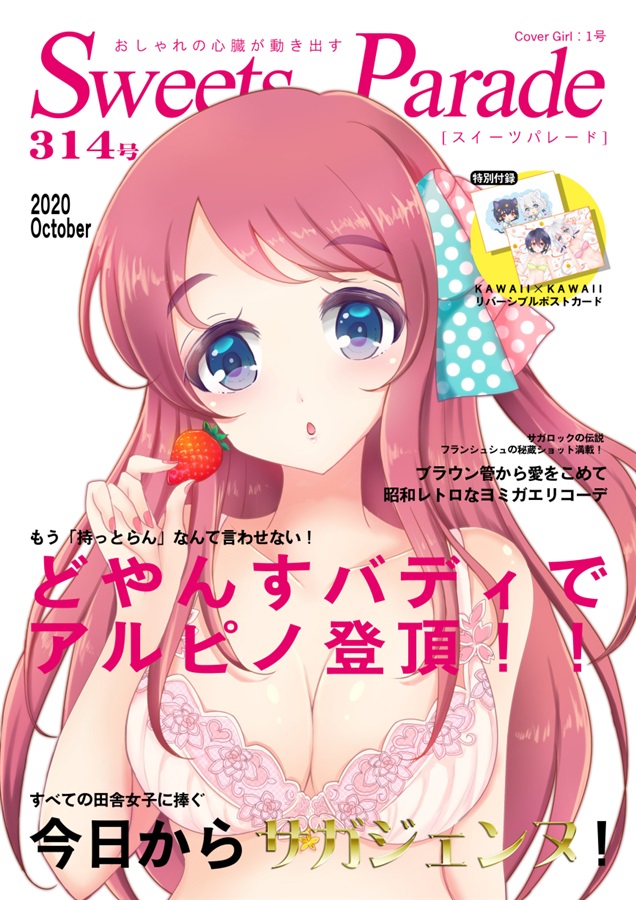 おしゃれの心臓が動き出す
Cover Girl：1号
Sweets Parade
[スイーツパレード]
314号
2020
October
特別付録
KAWAII×KAWAII
リバーシブルポストカード
サガロックの伝説
フランシュシュの秘蔵ショット満載！
ブラウン管から愛をこめて
昭和レトロなヨミガエリコーデ
もう「持っとらん」なんて言わせない！
どやんすバディで
アルピノ登頂！！
すべての田舎女子に捧ぐ
今日からサガジェンヌ！